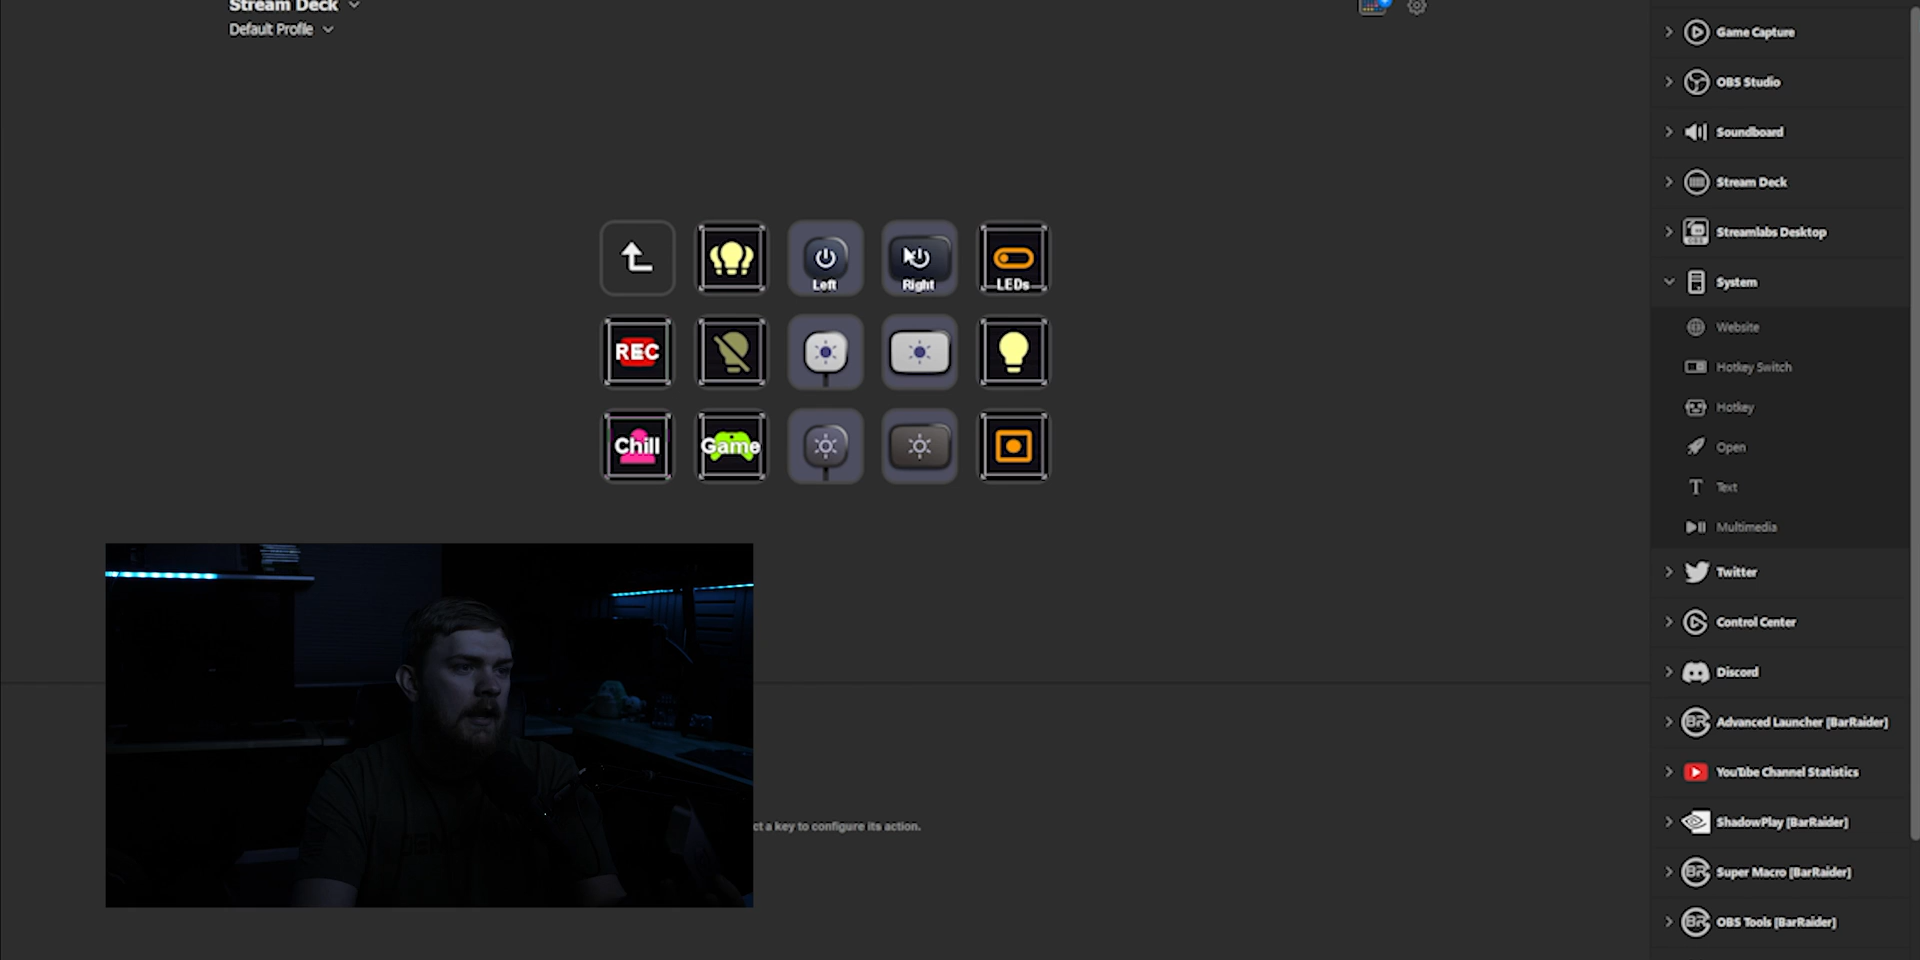 Stream Deck
Default Profile
Left
Right
LEDs
REC
Chill
Game
ct a key to configure its action.
Game Capture
OBS Studio
Soundboard
Stream Deck
Streamlabs Desktop
System
Website
Hotkey Switch
Hotkey
Open
Text
Multimedia
Twitter
Control Center
Discord
Advanced Launcher [BarRaider]
YouTube Channel Statistics
ShadowPlay [BarRaider]
Super Macro [BarRaider]
OBS Tools [BarRaider]